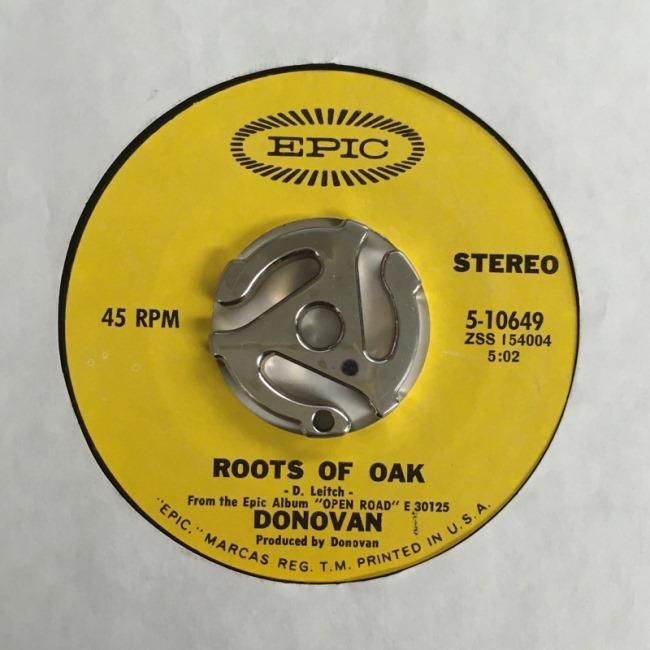 EPIC
STEREO
45 RPM
5-10649
ZSS 154004
5:02
ROOTS OF OAK
- D. Leitch -
From the Epic Album "OPEN ROAD" E 30125
DONOVAN
Produced by Donovan
"EPIC," MARCAS REG. T.M. PRINTED IN U.S.A.